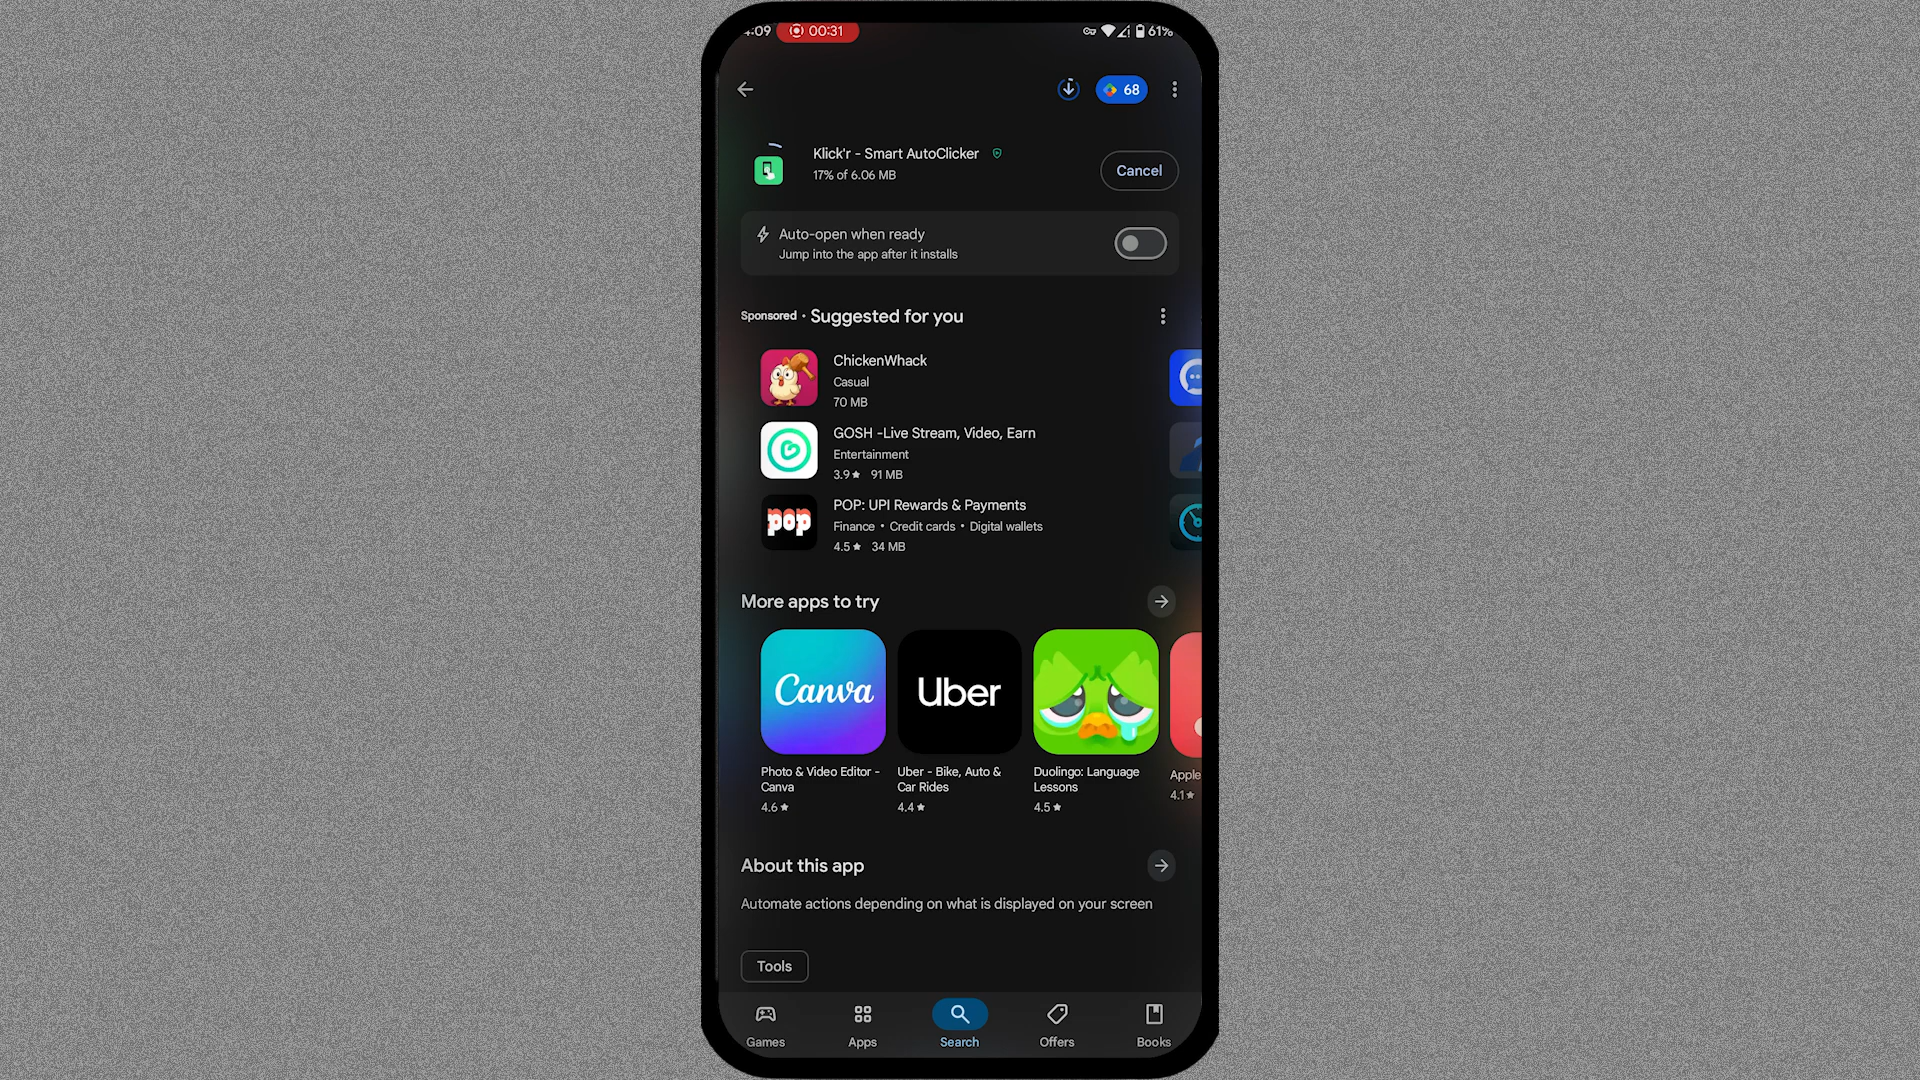 4:09 00:31 61%
68
Klick'r - Smart AutoClicker
17% of 6.06 MB
Cancel
Auto-open when ready
Jump into the app after it installs
Sponsored • Suggested for you
ChickenWhack
Casual
70 MB
GOSH -Live Stream, Video, Earn
Entertainment
3.9★ 91 MB
pop
POP: UPI Rewards & Payments
Finance • Credit cards • Digital wallets
4.5★ 34 MB
More apps to try
Canva
Uber
Photo & Video Editor -
Canva
4.6★
Uber - Bike, Auto &
Car Rides
4.4★
Duolingo: Language
Lessons
4.5★
Apple
4.1★
About this app
Automate actions depending on what is displayed on your screen
Tools
Games
Apps
Search
Offers
Books